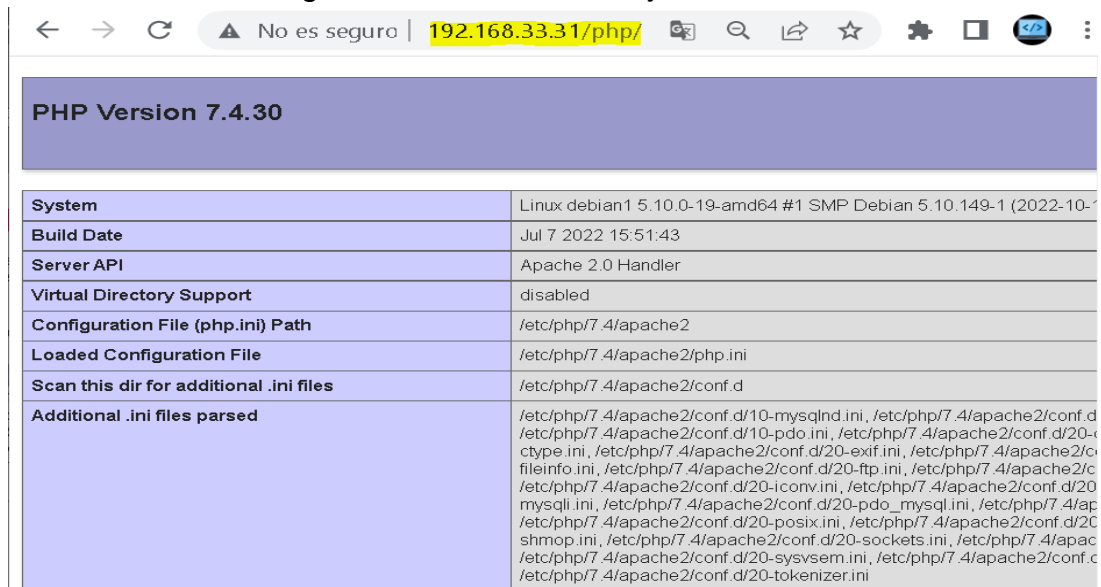 No es seguro 192.168.33.31/php/
PHP Version 7.4.30
System Linux debian1 5.10.0-19-amd64 #1 SMP Debian 5.10.149-1 (2022-10-
Build Date Jul 7 2022 15:51:43
Server API Apache 2.0 Handler
Virtual Directory Support disabled
Configuration File (php.ini) Path /etc/php/7.4/apache2
Loaded Configuration File /etc/php/7.4/apache2/php.ini
Scan this dir for additional .ini files /etc/php/7.4/apache2/conf.d
Additional .ini files parsed /etc/php/7.4/apache2/conf.d/10-mysqlnd.ini, /etc/php/7.4/apache2/conf.d
/etc/php/7.4/apache2/conf.d/10-pdo.ini, /etc/php/7.4/apache2/conf.d/20-
ctype.ini, /etc/php/7.4/apache2/conf.d/20-exif.ini, /etc/php/7.4/apache2/
fileinfo.ini, /etc/php/7.4/apache2/conf.d/20-ftp.ini, /etc/php/7.4/apache2/
/etc/php/7.4/apache2/conf.d/20-iconv.ini, /etc/php/7.4/apache2/conf.d/20
mysqli.ini, /etc/php/7.4/apache2/conf.d/20-pdo_mysql.ini, /etc/php/7.4/ap
/etc/php/7.4/apache2/conf.d/20-posix.ini, /etc/php/7.4/apache2/conf.d/20
shmop.ini, /etc/php/7.4/apache2/conf.d/20-sockets.ini, /etc/php/7.4/apac
/etc/php/7.4/apache2/conf.d/20-sysvsem.ini, /etc/php/7.4/apache2/conf.
/etc/php/7.4/apache2/conf.d/20-tokenizer.ini